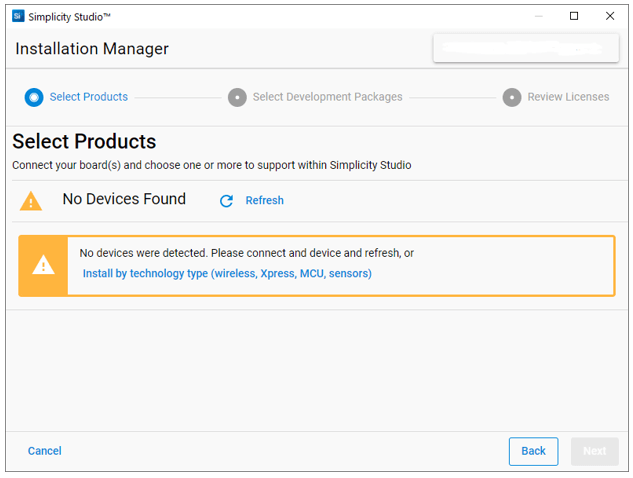 Si Simplicity Studio™
Installation Manager
Select Products Select Development Packages Review Licenses
Select Products
Connect your board(s) and choose one or more to support within Simplicity Studio
No Devices Found Refresh
No devices were detected. Please connect and device and refresh, or
Install by technology type (wireless, Xpress, MCU, sensors)
Cancel Back Next